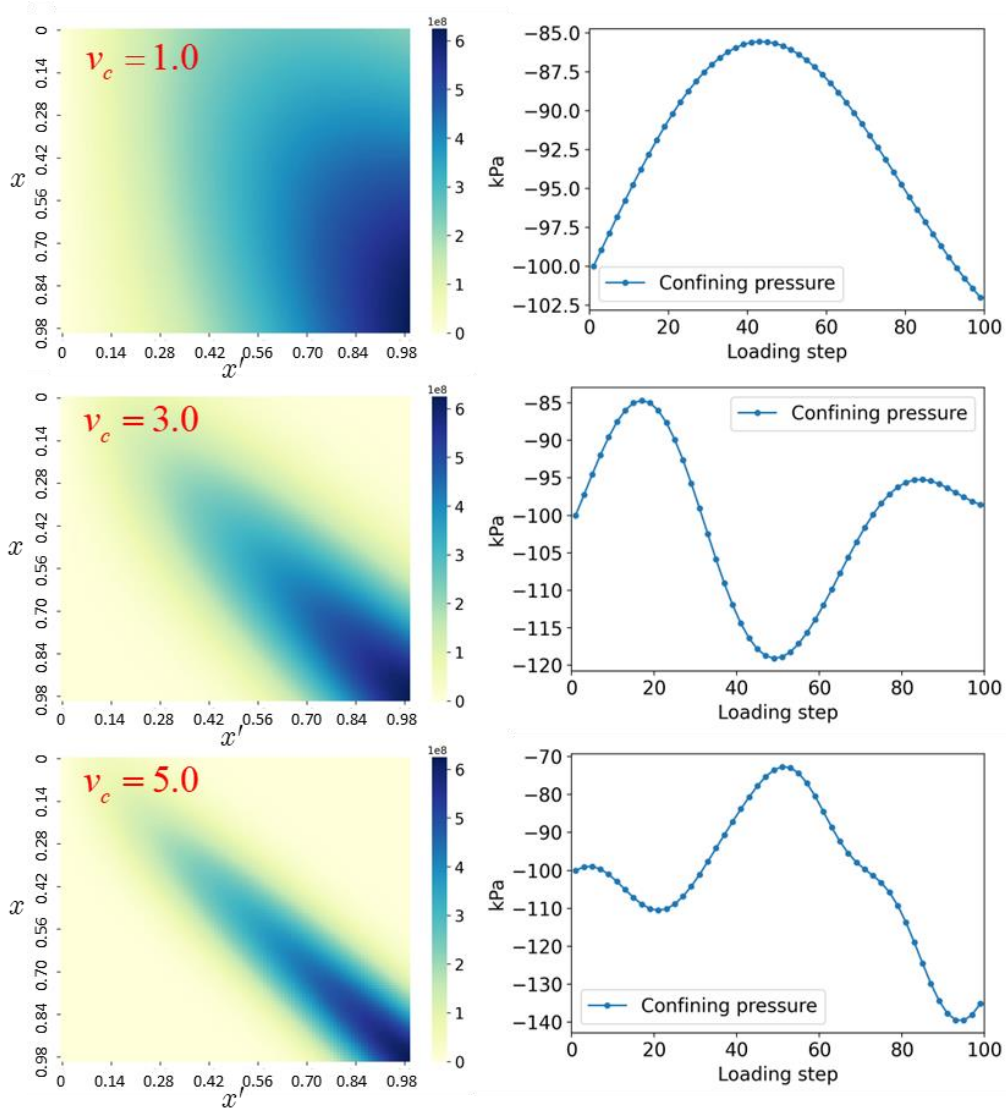 1e8
v_c = 1.0
x
0
0.14
0.28
0.42
0.56
0.70
0.84
0.98
0 0.14 0.28 0.42 0.56 0.70 0.84 0.98
x′
6
5
4
3
2
1
0
kPa
−85.0
−87.5
−90.0
−92.5
−95.0
−97.5
−100.0
−102.5
Confining pressure
0 20 40 60 80 100
Loading step
1e8
v_c = 3.0
x
0
0.14
0.28
0.42
0.56
0.70
0.84
0.98
0 0.14 0.28 0.42 0.56 0.70 0.84 0.98
x′
6
5
4
3
2
1
0
kPa
−85
−90
−95
−100
−105
−110
−115
−120
Confining pressure
0 20 40 60 80 100
Loading step
1e8
v_c = 5.0
x
0
0.14
0.28
0.42
0.56
0.70
0.84
0.98
0 0.14 0.28 0.42 0.56 0.70 0.84 0.98
x′
6
5
4
3
2
1
0
kPa
−70
−80
−90
−100
−110
−120
−130
−140
Confining pressure
0 20 40 60 80 100
Loading step